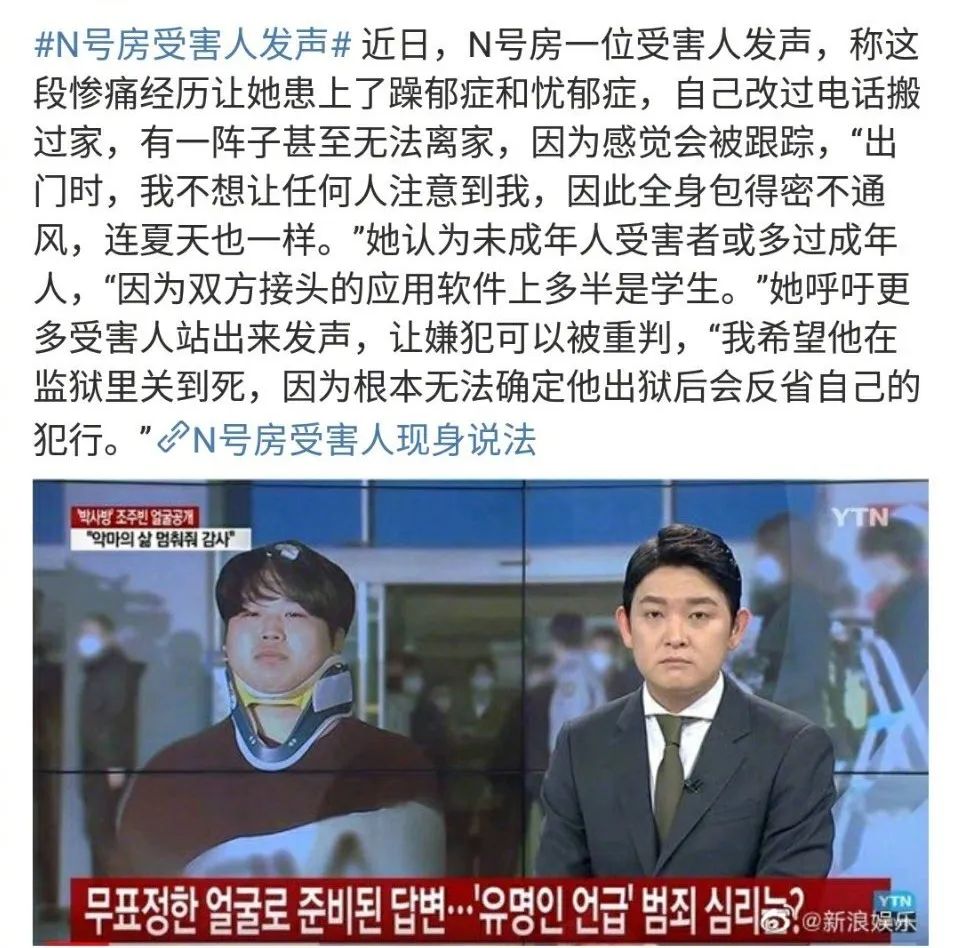 #N号房受害人发声# 近日，N号房一位受害人发声，称这
段惨痛经历让她患上了躁郁症和忧郁症，自己改过电话搬
过家，有一阵子甚至无法离家，因为感觉会被跟踪，“出
门时，我不想让任何人注意到我，因此全身包得密不通
风，连夏天也一样。”她认为未成年人受害者或多过成年
人，“因为双方接头的应用软件上多半是学生。”她呼吁更
多受害人站出来发声，让嫌犯可以被重判，“我希望他在
监狱里关到死，因为根本无法确定他出狱后会反省自己的
犯行。”N号房受害人现身说法
'박사방' 조주빈 얼굴공개
"악마의 삶 멈춰줘 감사"
YTN
무표정한 얼굴로 준비된 답변…'유명인 언급' 범죄 심리는?
YTN
@新浪娱乐